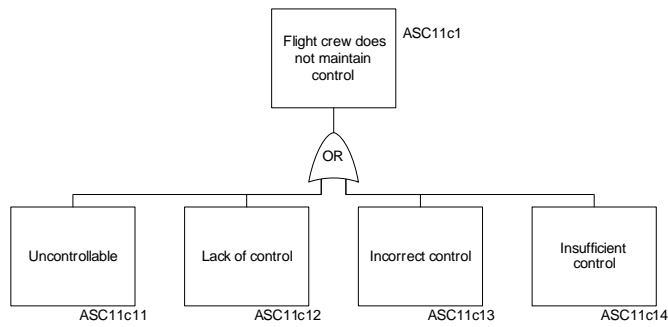 Flight crew does
not maintain
control
ASC11c1
OR
Uncontrollable
Lack of control
Incorrect control
Insufficient
control
ASC11c11
ASC11c12
ASC11c13
ASC11c14